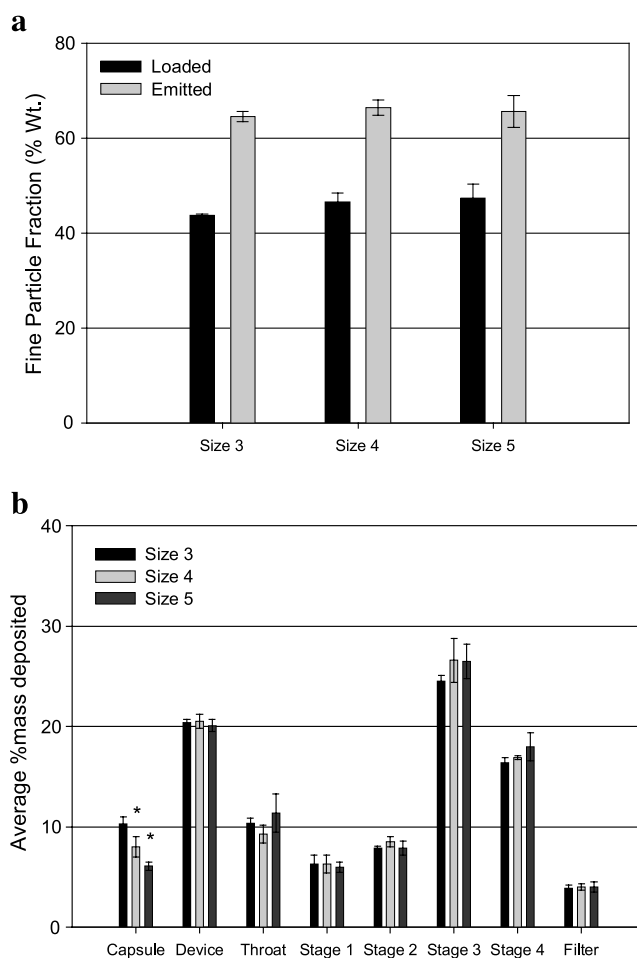 a
Fine Particle Fraction (% Wt.)
80
60
40
20
0
Loaded
Emitted
Size 3 Size 4 Size 5
b
Average %mass deposited
40
30
20
10
0
Size 3
Size 4
Size 5
*
*
Capsule Device Throat Stage 1 Stage 2 Stage 3 Stage 4 Filter